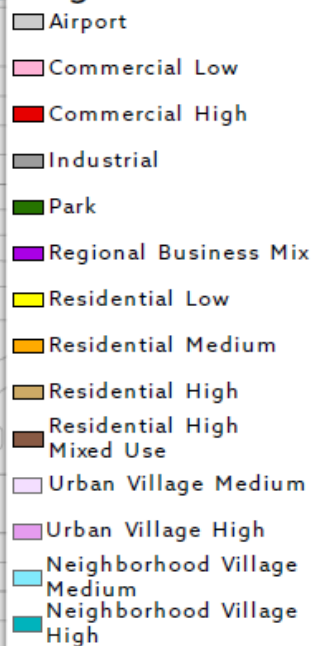 Airport
Commercial Low
Commercial High
Industrial
Park
Regional Business Mix
Residential Low
Residential Medium
Residential High
Residential High
Mixed Use
Urban Village Medium
Urban Village High
Neighborhood Village
Medium
Neighborhood Village
High